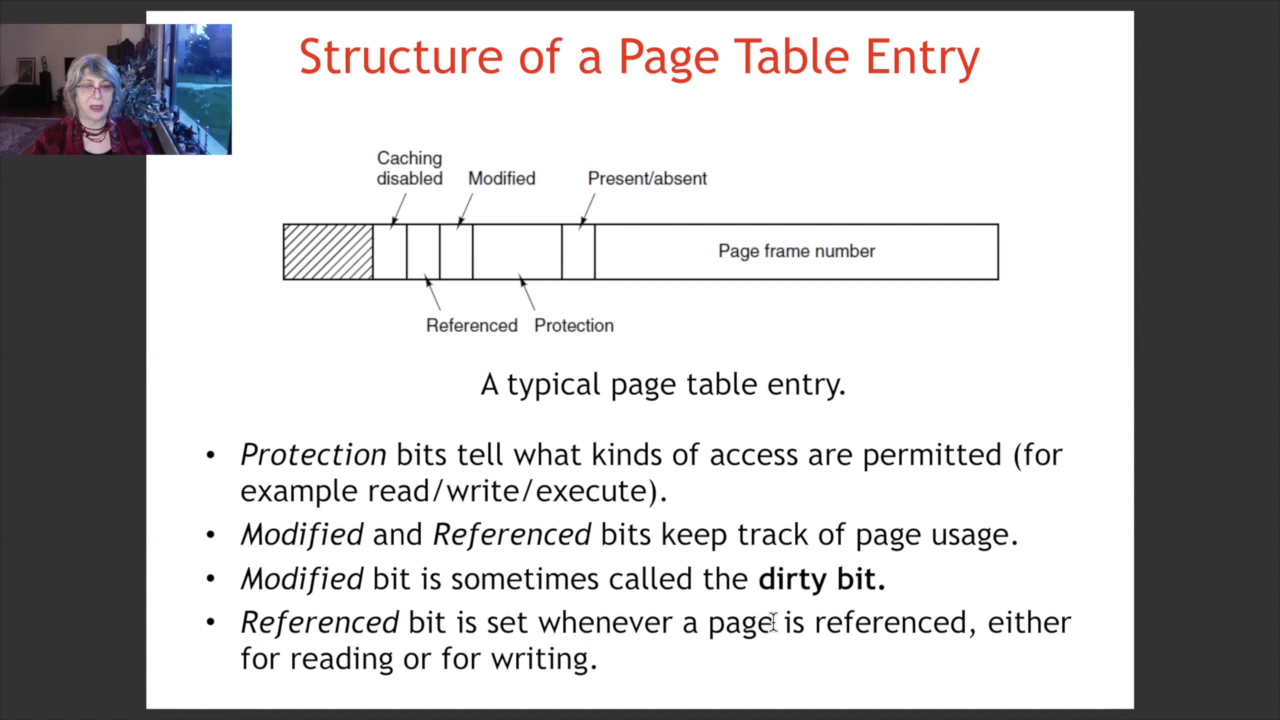 Structure of a Page Table Entry
Caching
disabled
Modified
Present/absent
Page frame number
Referenced
Protection
A typical page table entry.
• Protection bits tell what kinds of access are permitted (for
example read/write/execute).
• Modified and Referenced bits keep track of page usage.
• Modified bit is sometimes called the dirty bit.
• Referenced bit is set whenever a page is referenced, either
for reading or for writing.